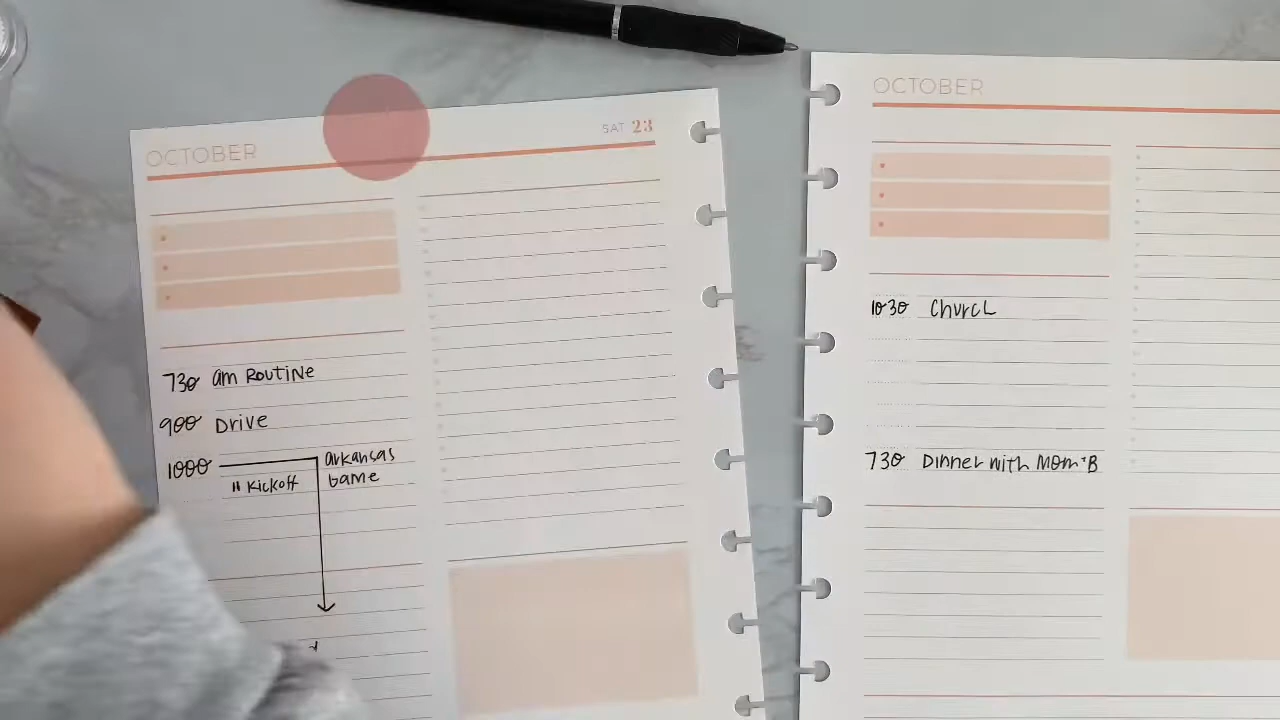 OCTOBER
SAT 23
730 am Routine
900 Drive
1000
arkansas
Game
11 Kickoff
OCTOBER
1030 Church
730 Dinner with Mom+B